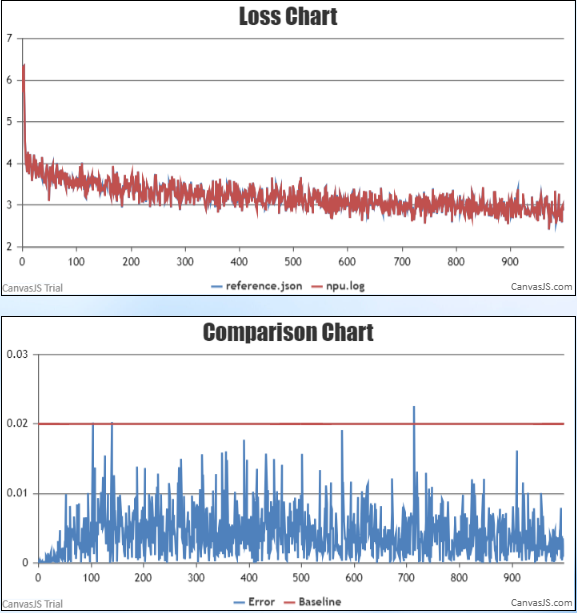 Loss Chart
7
6
5
4
3
2
0 100 200 300 400 500 600 700 800 900
reference.json npu.log
CanvasJS Trial CanvasJS.com
Comparison Chart
0.03
0.02
0.01
0
0 100 200 300 400 500 600 700 800 900
Error Baseline
CanvasJS Trial CanvasJS.com